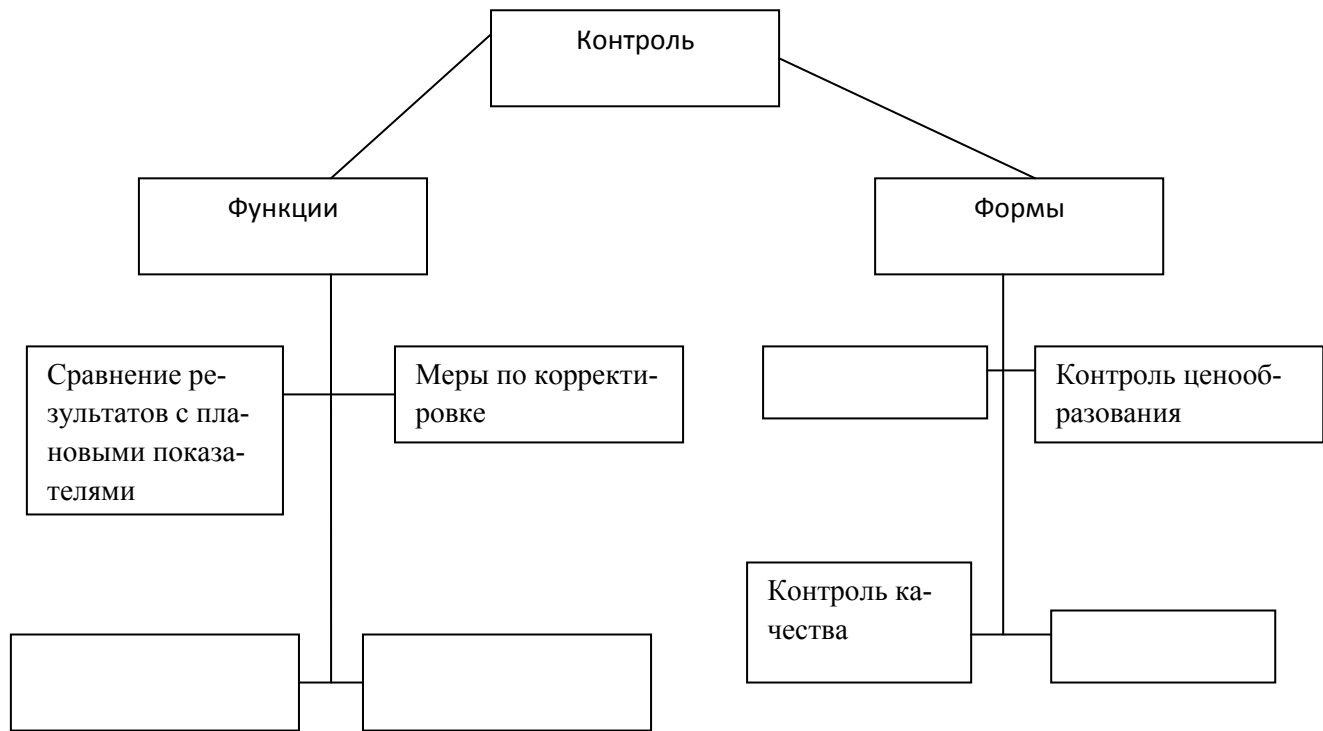 Контроль
Функции
Формы
Сравнение ре-
зультатов с пла-
новыми показа-
телями
Меры по корректи-
ровке
Контроль ценооб-
разования
Контроль ка-
чества